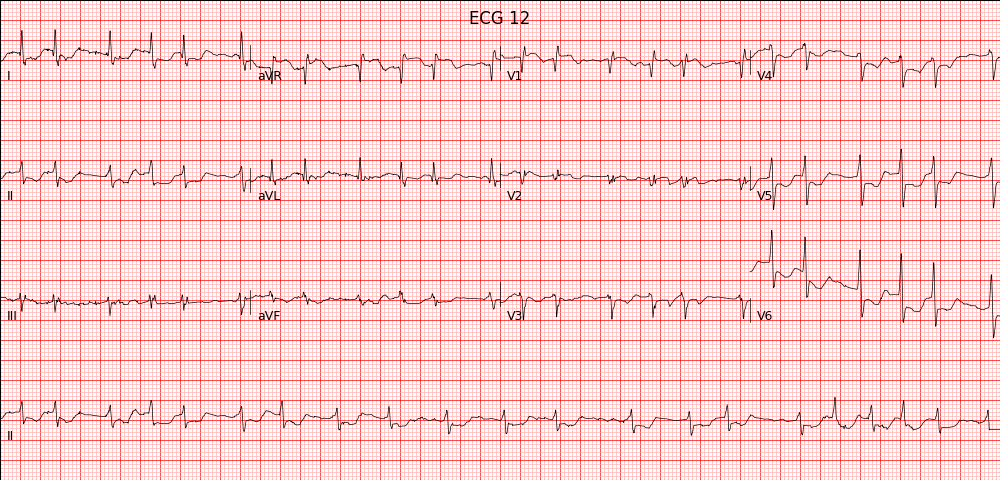 ECG 12
I aVR V1 V4
II aVL V2 V5
III aVF V3 V6
II